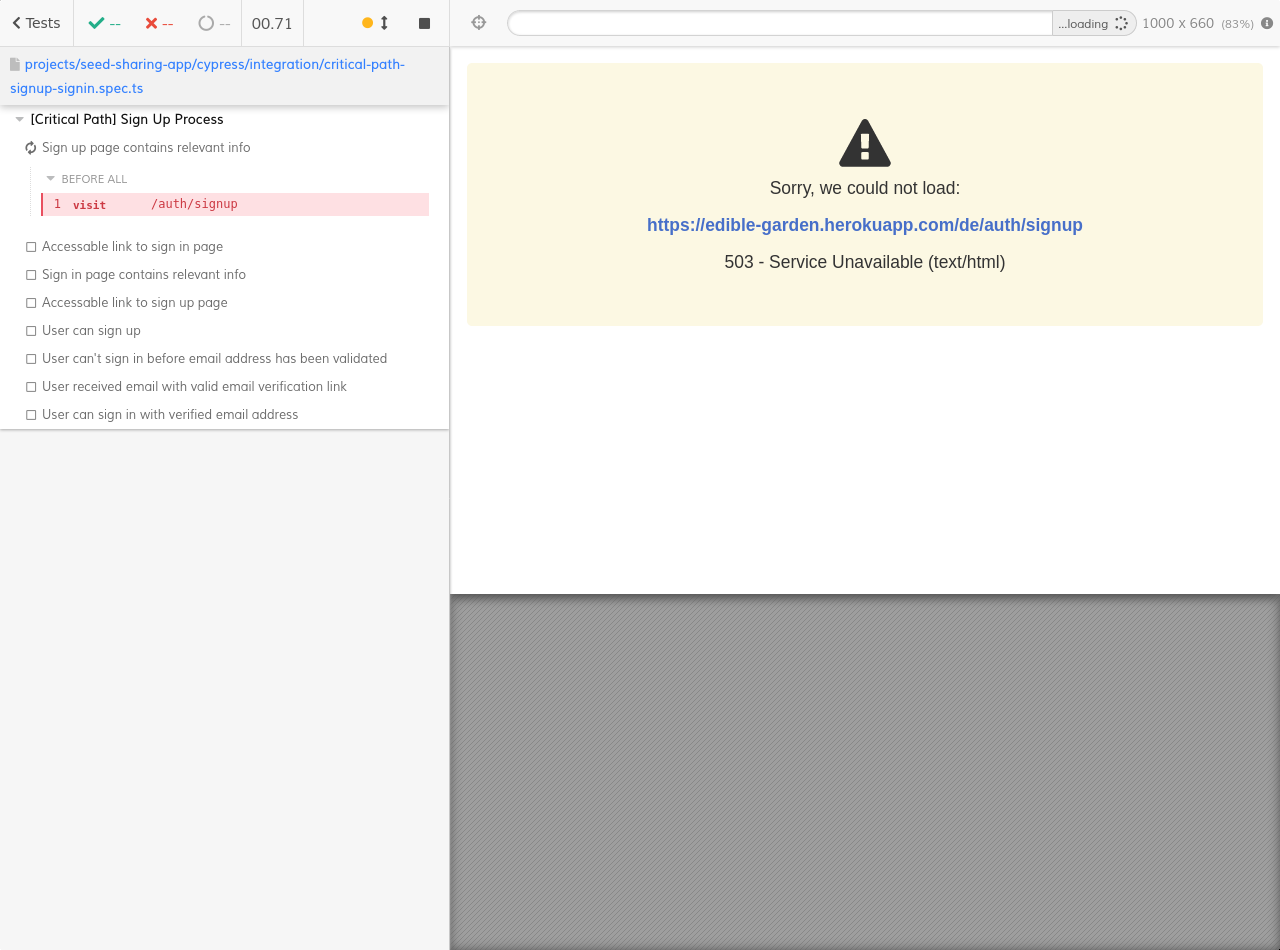 Tests -- -- -- 00.71
...loading 1000 x 660 (83%)
projects/seed-sharing-app/cypress/integration/critical-path-
signup-signin.spec.ts
[Critical Path] Sign Up Process
Sign up page contains relevant info
BEFORE ALL
1 visit /auth/signup
Accessable link to sign in page
Sign in page contains relevant info
Accessable link to sign up page
User can sign up
User can't sign in before email address has been validated
User received email with valid email verification link
User can sign in with verified email address
Sorry, we could not load:
https://edible-garden.herokuapp.com/de/auth/signup
503 - Service Unavailable (text/html)